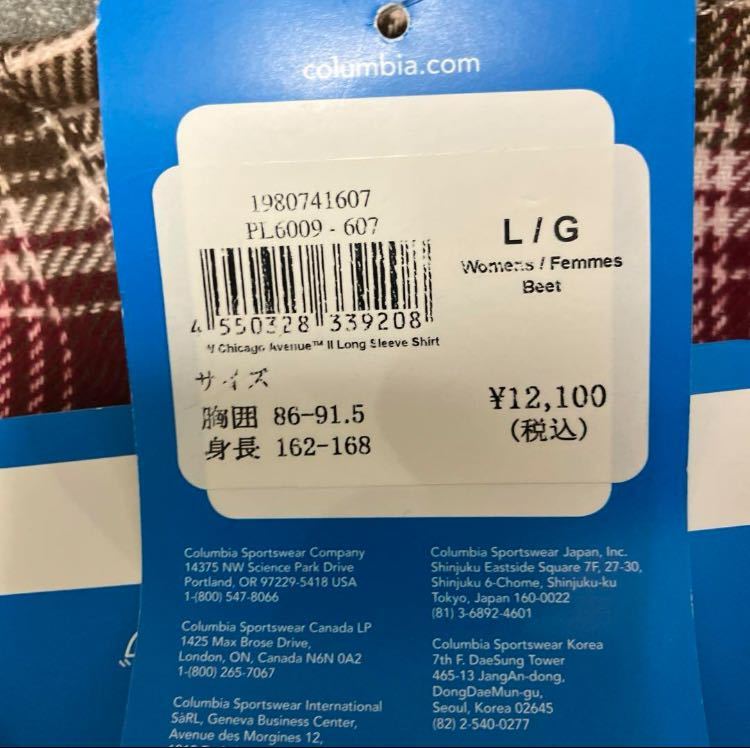 columbia.com
1980741607
PL6009-607
L/G
Womens / Femmes
Beet
4 550328 339208
Chicago Avenue™ II Long Sleeve Shirt
サイズ
胸囲 86-91.5
身長 162-168
¥12,100
(税込)
Columbia Sportswear Company
14375 NW Science Park Drive
Portland, OR 97229-5418 USA
1-(800) 547-8066
Columbia Sportswear Canada LP
1425 Max Brose Drive,
London, ON, Canada N6N 0A2
1-(800) 265-7067
Columbia Sportswear International
SàRL, Geneva Business Center,
Avenue des Morgines 12,
Columbia Sportswear Japan, Inc.
Shinjuku Eastside Square 7F, 27-30,
Shinjuku 6-Chome, Shinjuku-ku
Tokyo, Japan 160-0022
(81) 3-6892-4601
Columbia Sportswear Korea
7th F. DaeSung Tower
465-13 JangAn-dong,
DongDaeMun-gu,
Seoul, Korea 02645
(82) 2-540-0277